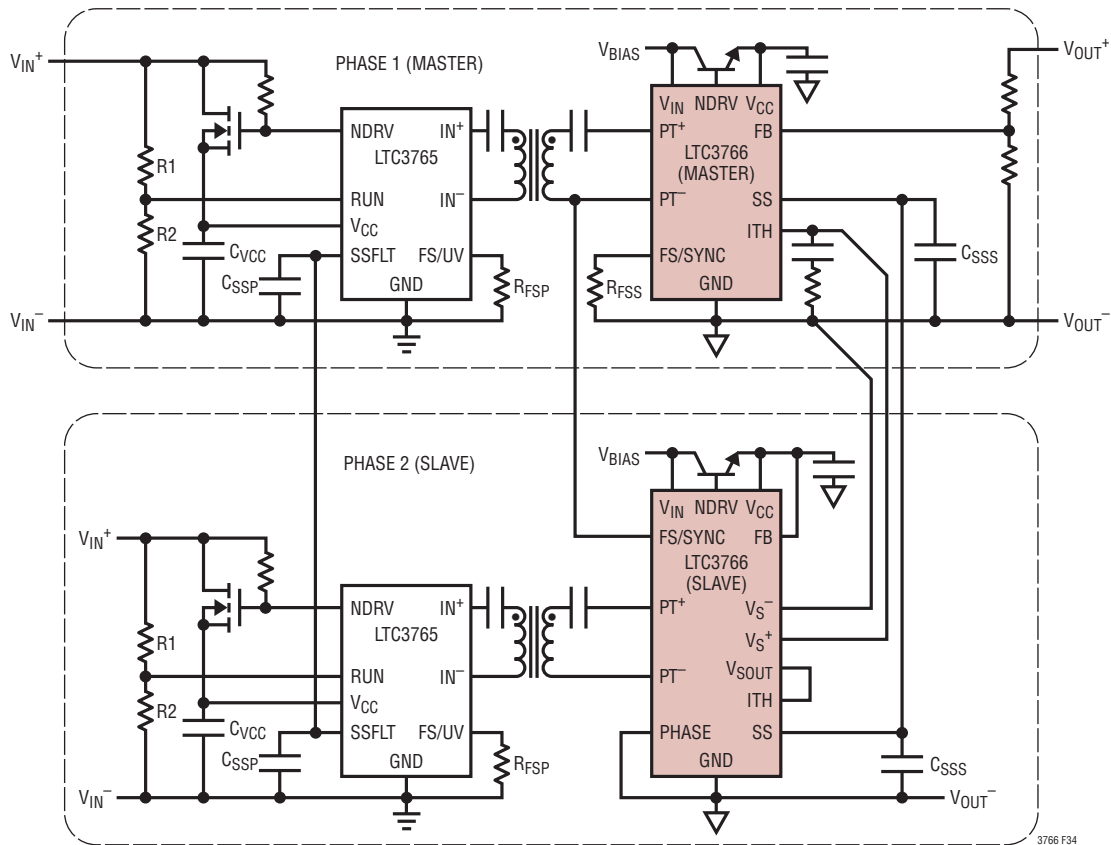 V_IN^+
PHASE 1 (MASTER)
V_BIAS
V_OUT^+
V_IN NDRV V_CC
NDRV IN^+
PT^+ FB
LTC3765
LTC3766
(MASTER)
R1
RUN IN^-
PT^- SS
R2
V_CC
ITH
C_VCC
SSFLT FS/UV
FS/SYNC
C_SSS
C_SSP
GND
R_FSP
R_FSS
GND
V_IN^-
V_OUT^-
PHASE 2 (SLAVE)
V_BIAS
V_IN NDRV V_CC
V_IN^+
FS/SYNC FB
LTC3766
(SLAVE)
NDRV IN^+
PT^+ V_S^-
LTC3765
R1
V_S^+
RUN IN^-
PT^- V_SOUT
R2
V_CC
ITH
C_VCC
SSFLT FS/UV
PHASE SS
C_SSP
GND
R_FSP
GND
C_SSS
V_IN^-
V_OUT^-
3766 F34